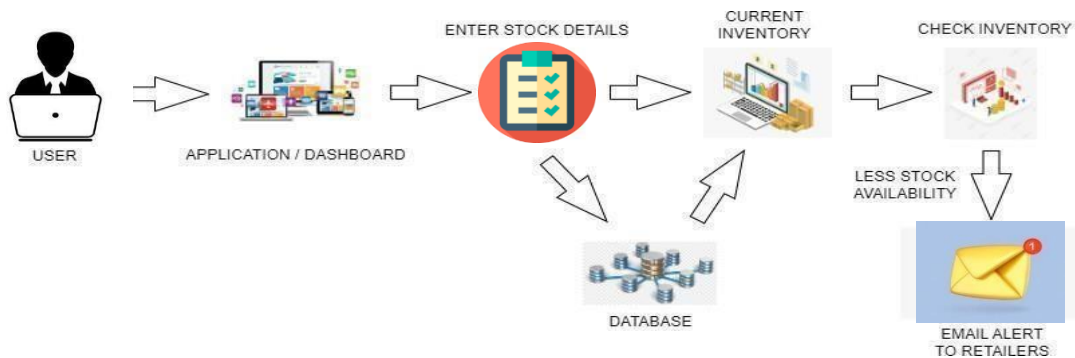 USER
APPLICATION / DASHBOARD
ENTER STOCK DETAILS
CURRENT
INVENTORY
CHECK INVENTORY
DATABASE
LESS STOCK
AVAILABILITY
1
EMAIL ALERT
TO RETAILERS